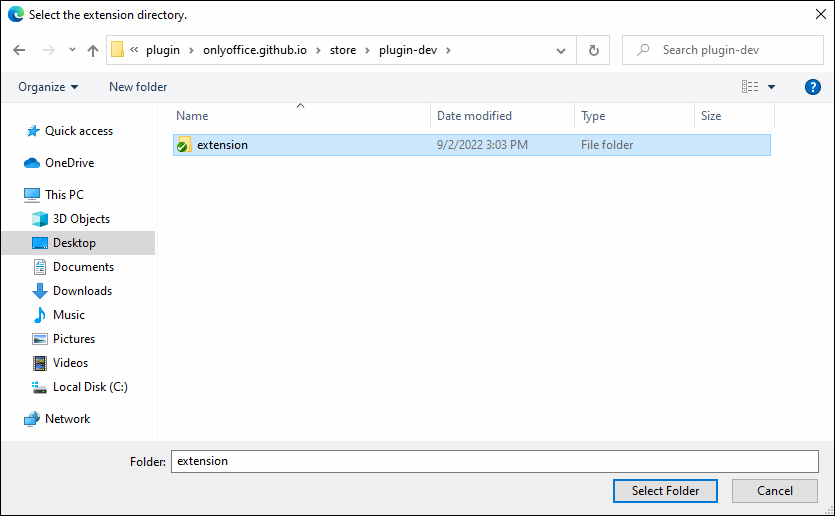 Select the extension directory.
« plugin › onlyoffice.github.io › store › plugin-dev ›
Search plugin-dev
Organize
New folder
?
Name
Date modified
Type
Size
extension
9/2/2022 3:03 PM
File folder
Quick access
OneDrive
This PC
3D Objects
Desktop
Documents
Downloads
Music
Pictures
Videos
Local Disk (C:)
Network
Folder: extension
Select Folder
Cancel